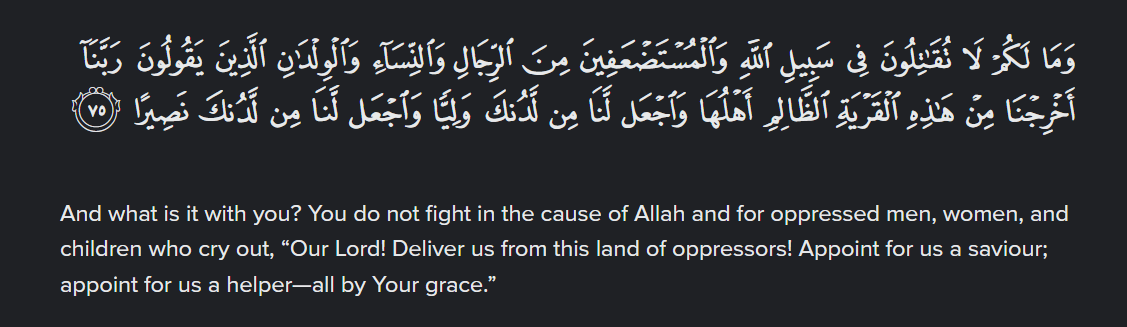 وَمَا لَكُمۡ لَا تُقَٰتِلُونَ فِي سَبِيلِ ٱللَّهِ وَٱلۡمُسۡتَضۡعَفِينَ مِنَ ٱلرِّجَالِ وَٱلنِّسَآءِ وَٱلۡوِلۡدَٰنِ ٱلَّذِينَ يَقُولُونَ رَبَّنَآ
أَخۡرِجۡنَا مِنۡ هَٰذِهِ ٱلۡقَرۡيَةِ ٱلظَّالِمِ أَهۡلُهَا وَٱجۡعَل لَّنَا مِن لَّدُنكَ وَلِيّٗا وَٱجۡعَل لَّنَا مِن لَّدُنكَ نَصِيرًا ٧٥
And what is it with you? You do not fight in the cause of Allah and for oppressed men, women, and
children who cry out, “Our Lord! Deliver us from this land of oppressors! Appoint for us a saviour;
appoint for us a helper—all by Your grace.”